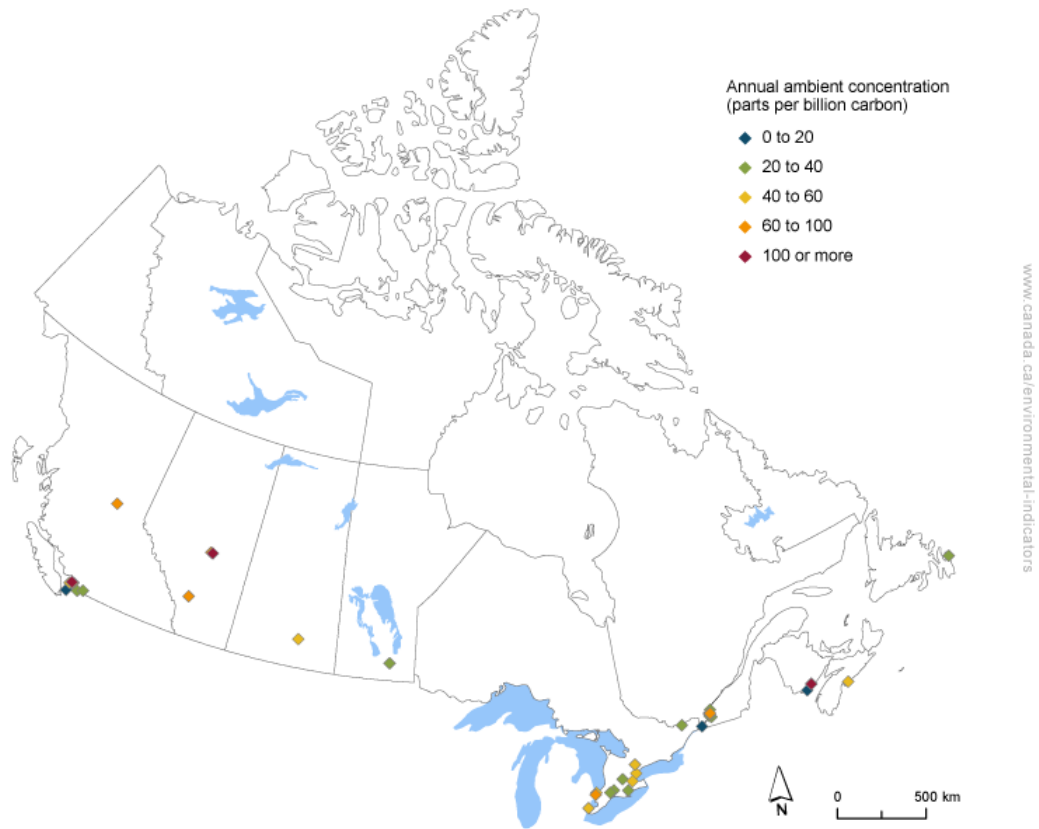 Annual ambient concentration
(parts per billion carbon)
0 to 20
20 to 40
40 to 60
60 to 100
100 or more
www.canada.ca/environmental-indicators
N
0 500 km